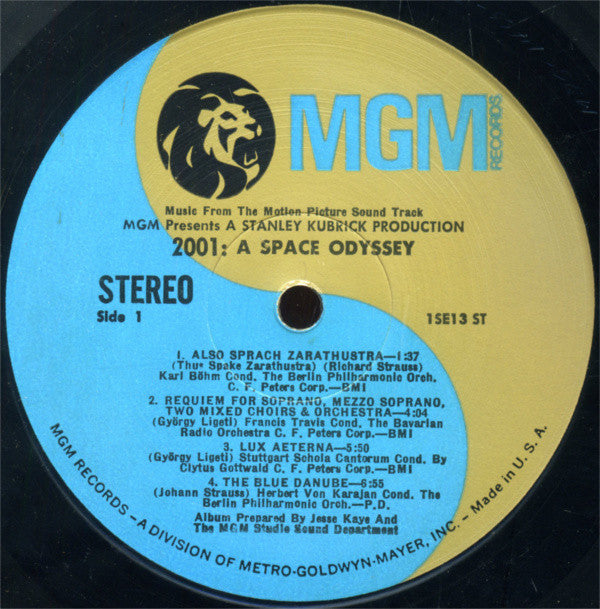 MGM
RECORDS
Music From The Motion Picture Sound Track
MGM Presents A STANLEY KUBRICK PRODUCTION
2001: A SPACE ODYSSEY
STEREO
Side 1
1SE13 ST
1. ALSO SPRACH ZARATHUSTRA—1:37
(Thus Spake Zarathustra) (Richard Strauss)
Karl Böhm Cond. The Berlin Philharmonic Orch.
C. F. Peters Corp.—BMI
2. REQUIEM FOR SOPRANO, MEZZO SOPRANO,
TWO MIXED CHOIRS & ORCHESTRA—4:04
(György Ligeti) Francis Travis Cond. The Bavarian
Radio Orchestra C. F. Peters Corp.—BMI
3. LUX AETERNA—5:50
(György Ligeti) Stuttgart Schola Cantorum Cond. By
Clytus Gottwald C. F. Peters Corp.—BMI
4. THE BLUE DANUBE—6:55
(Johann Strauss) Herbert Von Karajan Cond. The
Berlin Philharmonic Orch.—P.D.
Album Prepared By Jesse Kaye And
The MGM Studio Sound Department
MGM RECORDS – A DIVISION OF METRO-GOLDWYN-MAYER, INC. – Made in U. S. A.